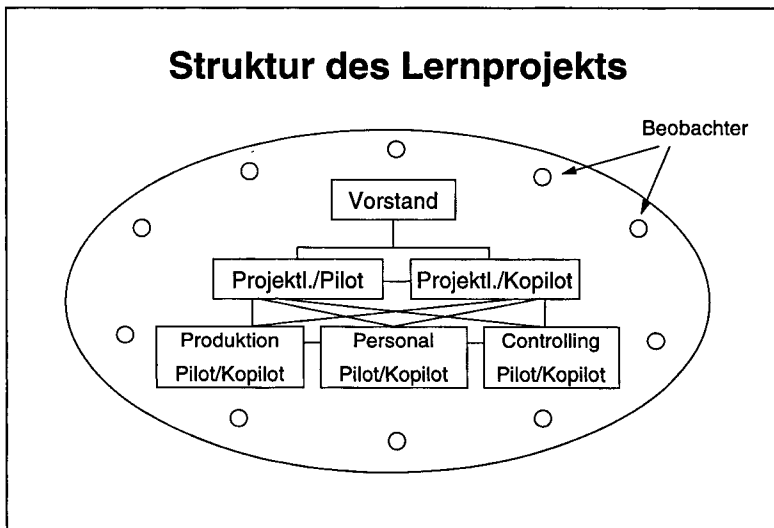 Struktur des Lernprojekts
Beobachter
Vorstand
Projektl./Pilot
Projektl./Kopilot
Produktion
Pilot/Kopilot
Personal
Pilot/Kopilot
Controlling
Pilot/Kopilot